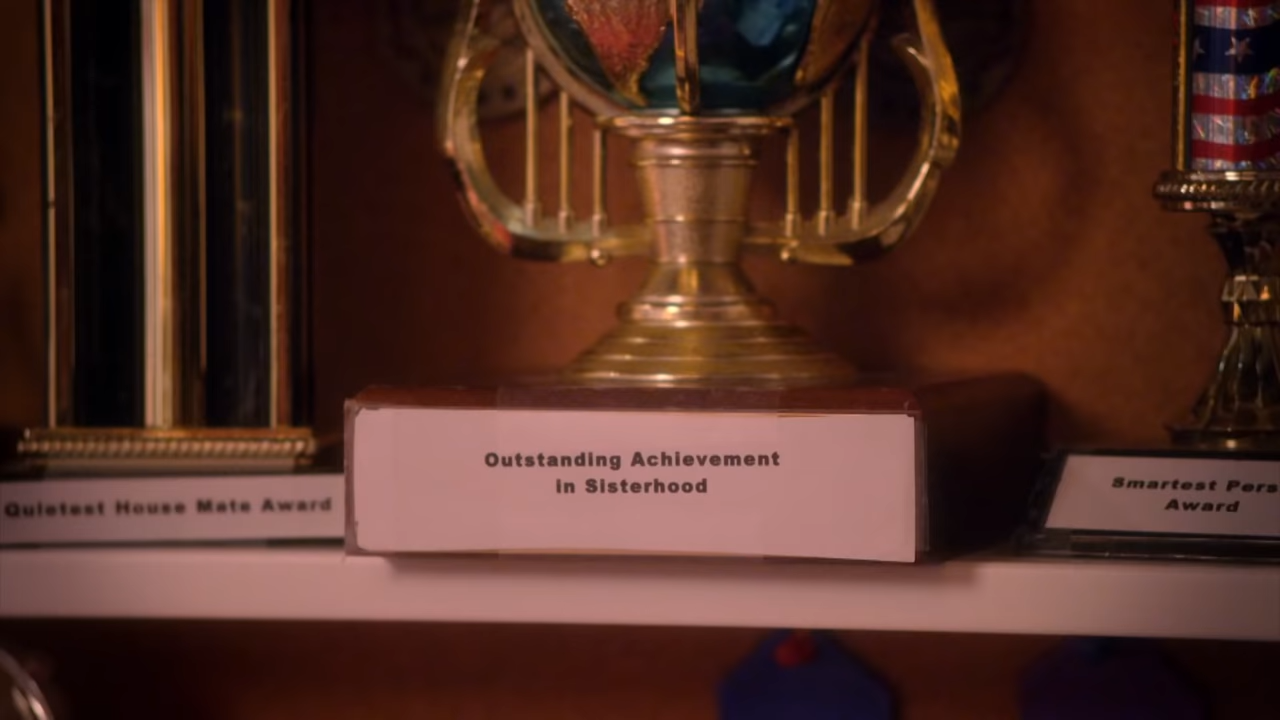 Quietest House Mate Award
Outstanding Achievement
in Sisterhood
Smartest Pers
Award